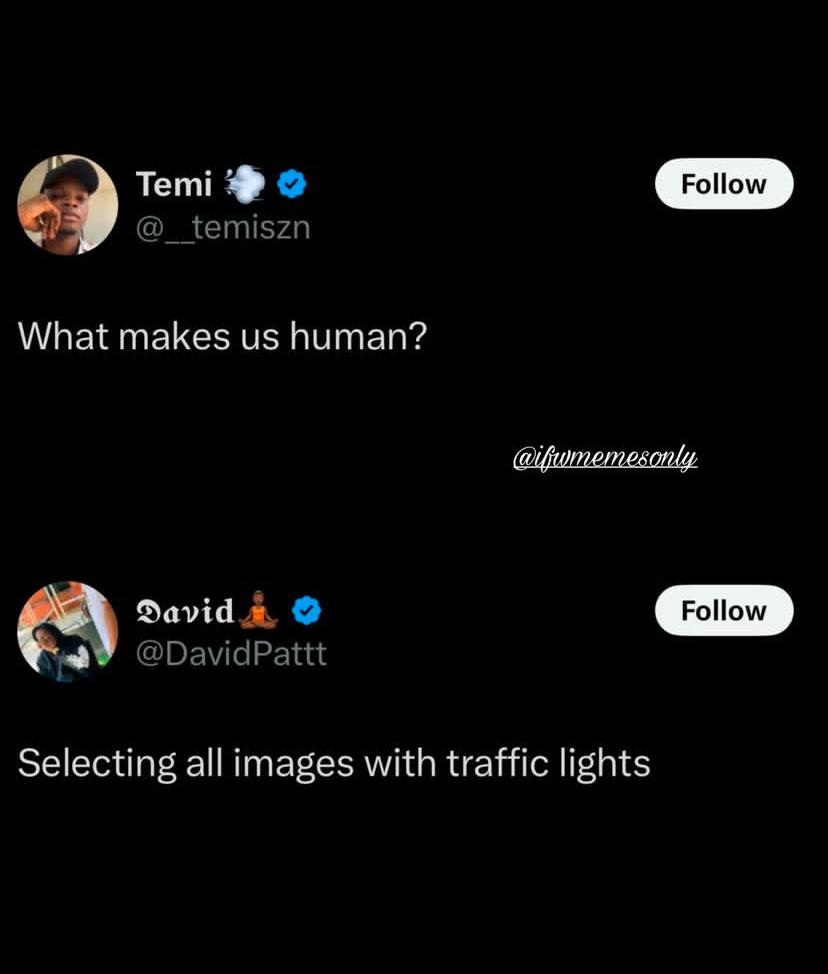 Temi 💨
Follow
@__temiszn
What makes us human?
@ifwmemesonly
𝕯𝖆𝖛𝖎𝖉🧘🏾‍♂️
Follow
@DavidPattt
Selecting all images with traffic lights